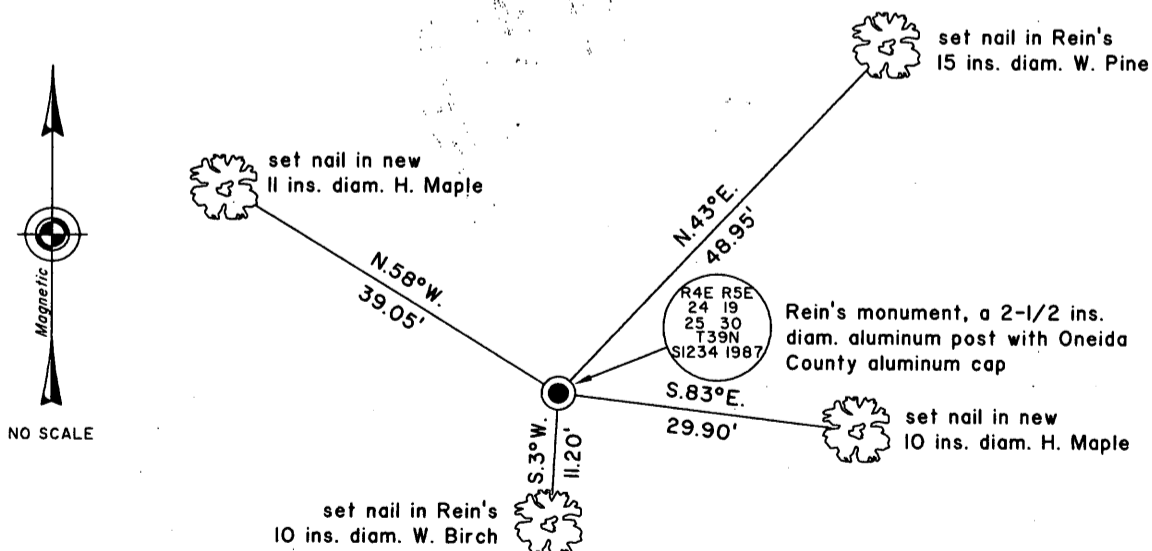 set nail in Rein's
15 ins. diam. W. Pine
set nail in new
11 ins. diam. H. Maple
N.43°E.
48.95'
Magnetic
N.58°W.
39.05'
R4E R5E
24 19
25 30
T39N
S1234 1987
Rein's monument, a 2-1/2 ins.
diam. aluminum post with Oneida
County aluminum cap
S.83°E.
29.90'
set nail in new
10 ins. diam. H. Maple
NO SCALE
S.3°W.
11.20'
set nail in Rein's
10 ins. diam. W. Birch